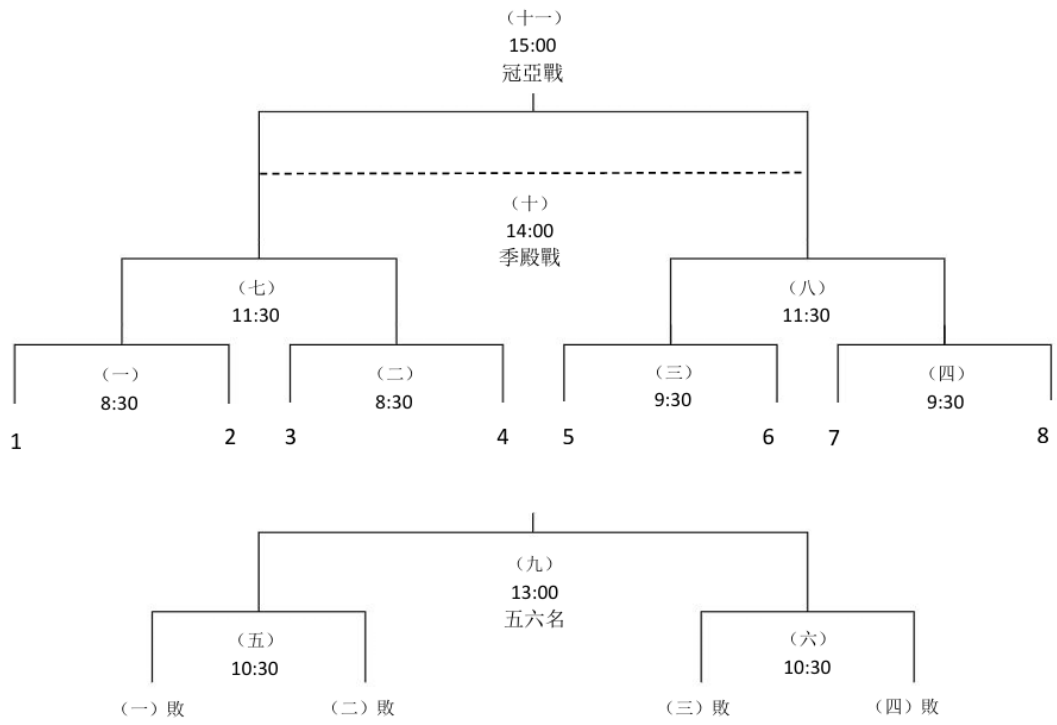 （十一）
15:00
冠亞戰
（十）
14:00
季殿戰
（七）
11:30
（八）
11:30
（一）
8:30
（二）
8:30
（三）
9:30
（四）
9:30
1
2
3
4
5
6
7
8
（九）
13:00
五六名
（五）
10:30
（六）
10:30
（一）敗
（二）敗
（三）敗
（四）敗